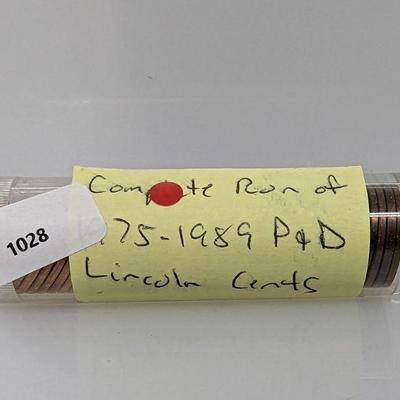 Run of
1028
75-1989 P&D
Lincoln Cents